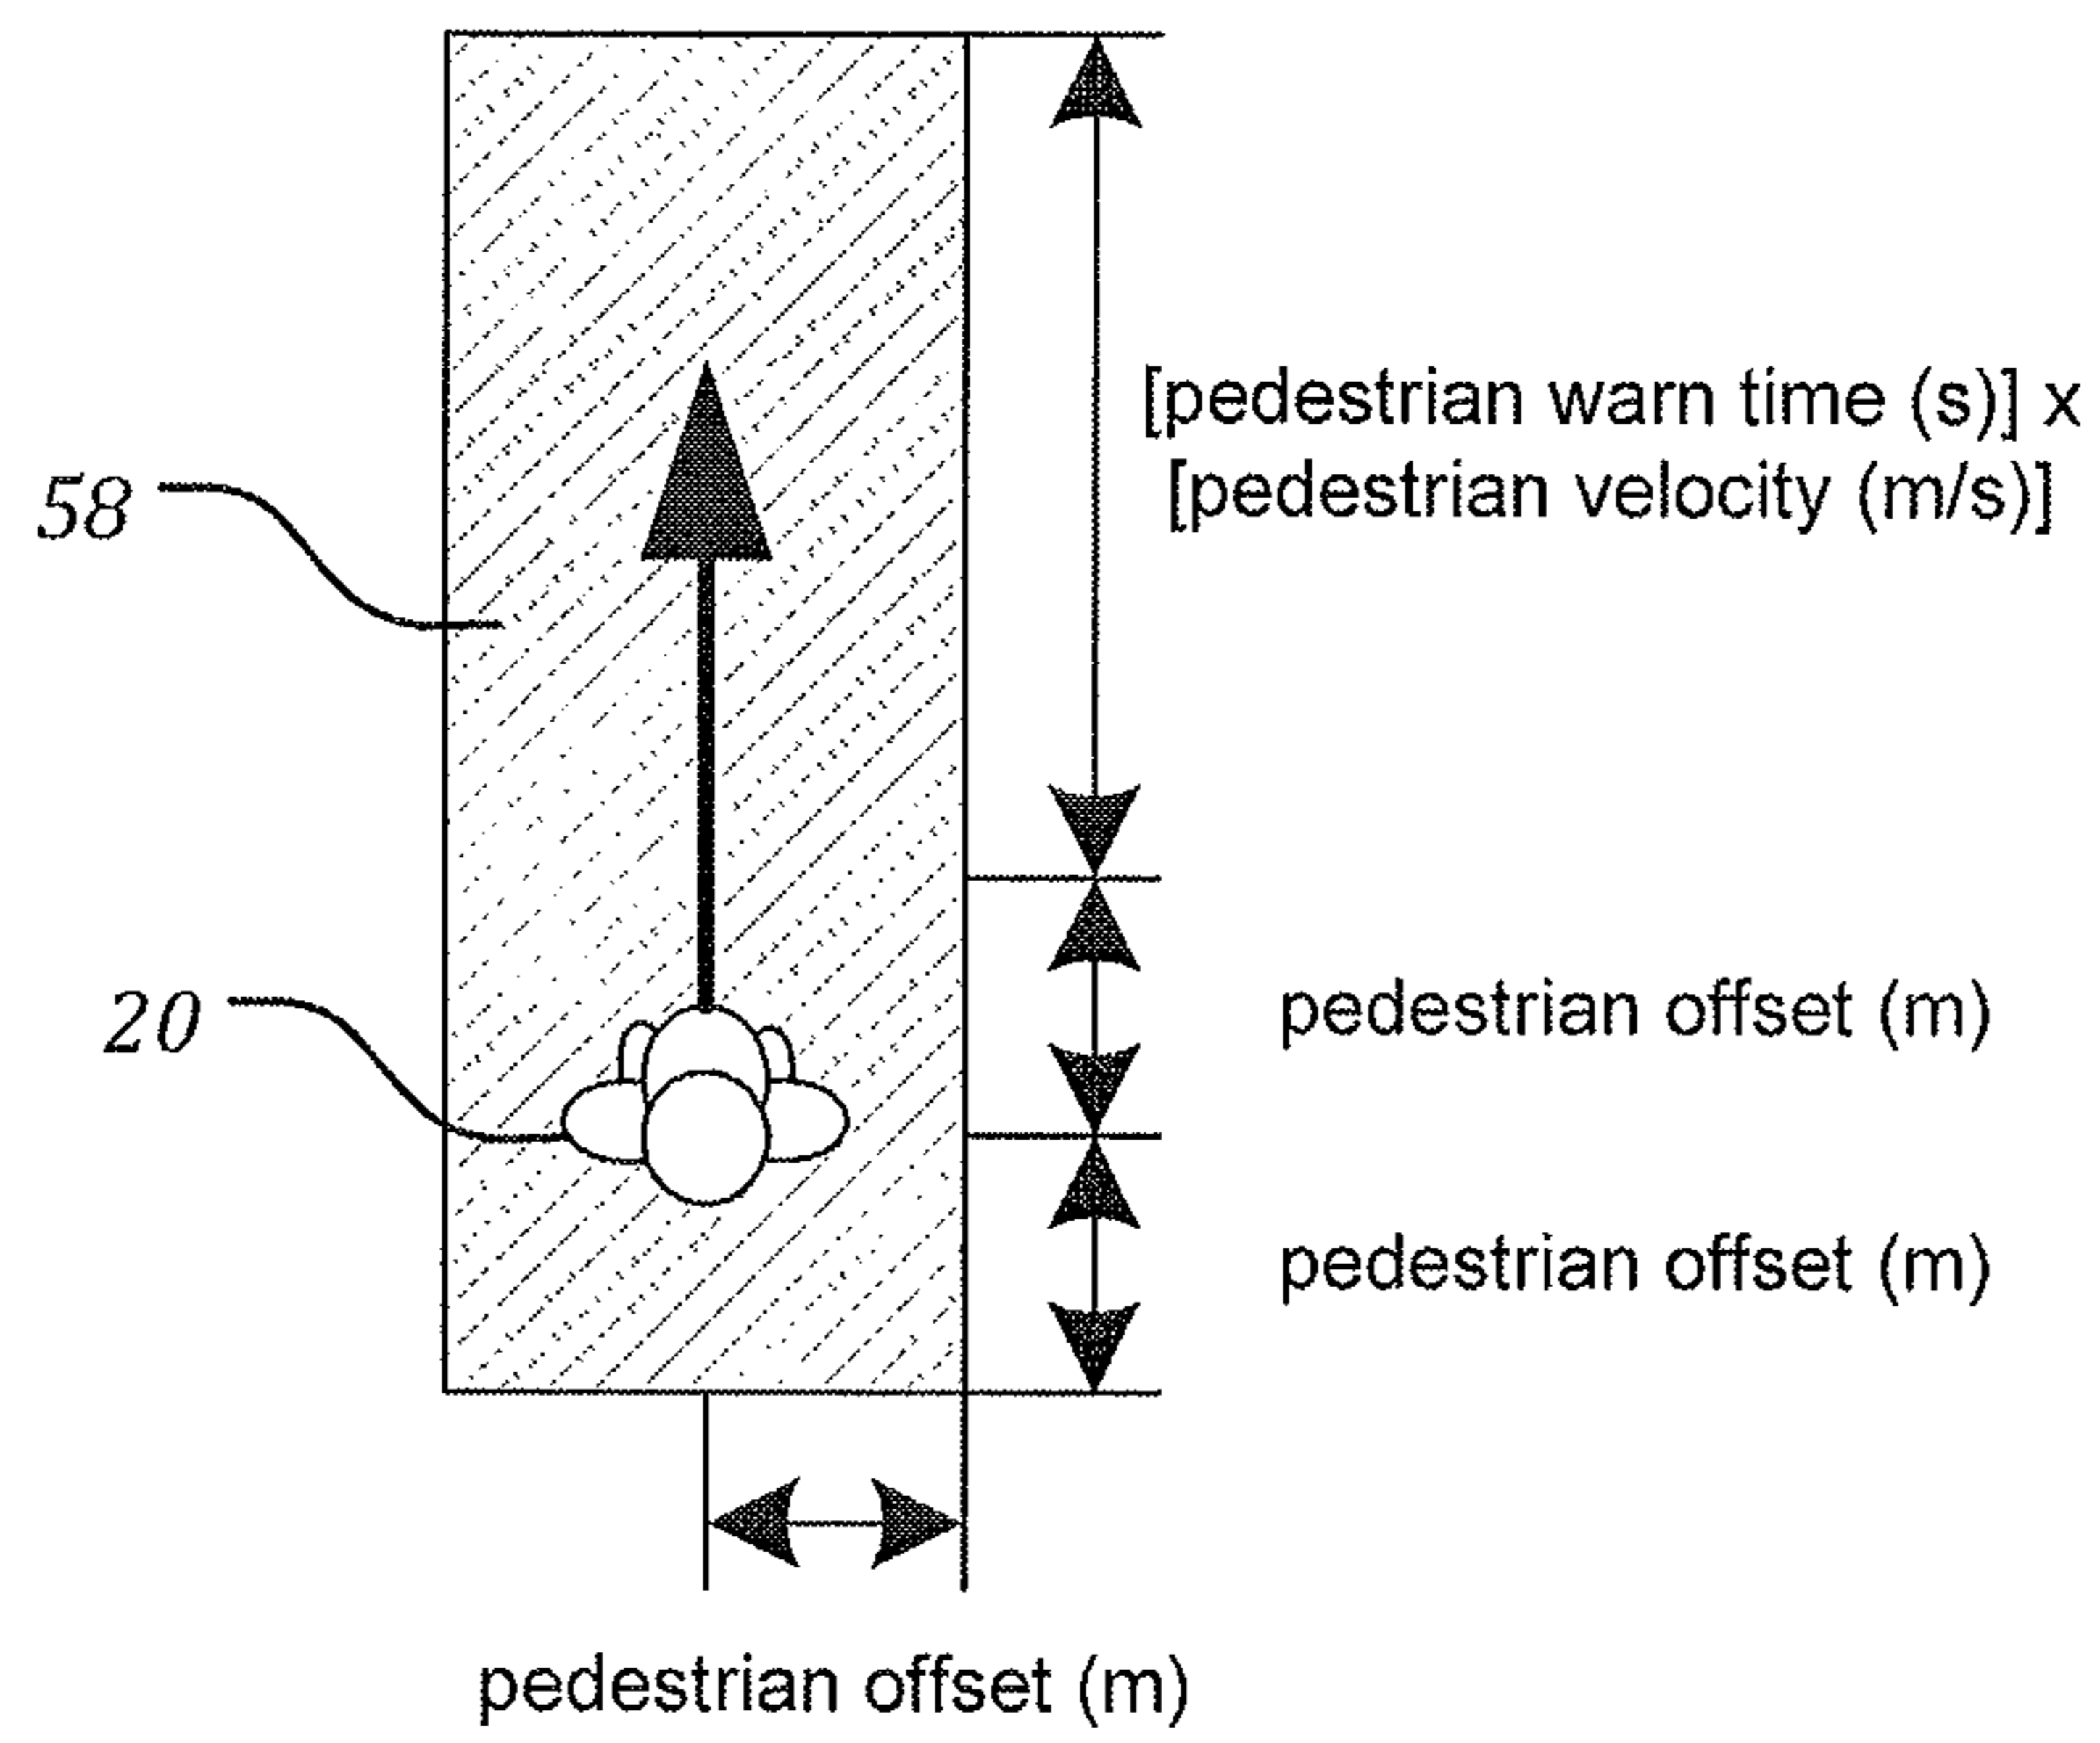 [pedestrian warn time (s)] x
[pedestrian velocity (m/s)]
58
20
pedestrian offset (m)
pedestrian offset (m)
pedestrian offset (m)